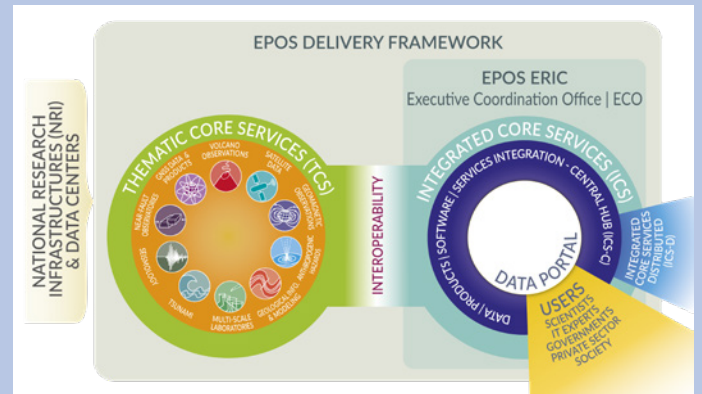 EPOS DELIVERY FRAMEWORK
EPOS ERIC
Executive Coordination Office | ECO
NATIONAL RESEARCH
INFRASTRUCTURES (NRI)
& DATA CENTERS
THEMATIC CORE SERVICES (TCS)
VOLCANO
OBSERVATIONS
SATELLITE
DATA
GEOMAGNETIC
OBSERVATIONS
ANTHROPOGENIC
HAZARDS
GEOLOGICAL INFO.
& MODELING
MULTI-SCALE
LABORATORIES
TSUNAMI
SEISMOLOGY
NEAR FAULT
OBSERVATORIES
GNSS DATA &
PRODUCTS
INTEROPERABILITY
INTEGRATED CORE SERVICES (ICS)
DATA | PRODUCTS | SOFTWARE | SERVICES INTEGRATION - CENTRAL HUB (ICS-C)
DATA PORTAL
INTEGRATED
CORE SERVICES
DISTRIBUTED
(ICS-D)
USERS
SCIENTISTS
IT EXPERTS
GOVERNMENTS
PRIVATE SECTOR
SOCIETY